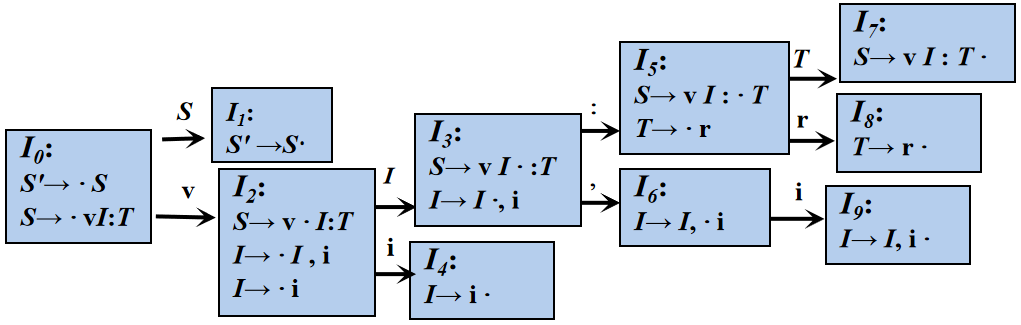 I0:
S'→ · S
S→ · vI:T
S
v
I1:
S' →S·
I2:
S→ v · I:T
I→ · I , i
I→ · i
I
i
I3:
S→ v I · :T
I→ I ·, i
I4:
I→ i ·
:
,
I5:
S→ v I : · T
T→ · r
I6:
I→ I, · i
T
r
i
I7:
S→ v I : T ·
I8:
T→ r ·
I9:
I→ I, i ·